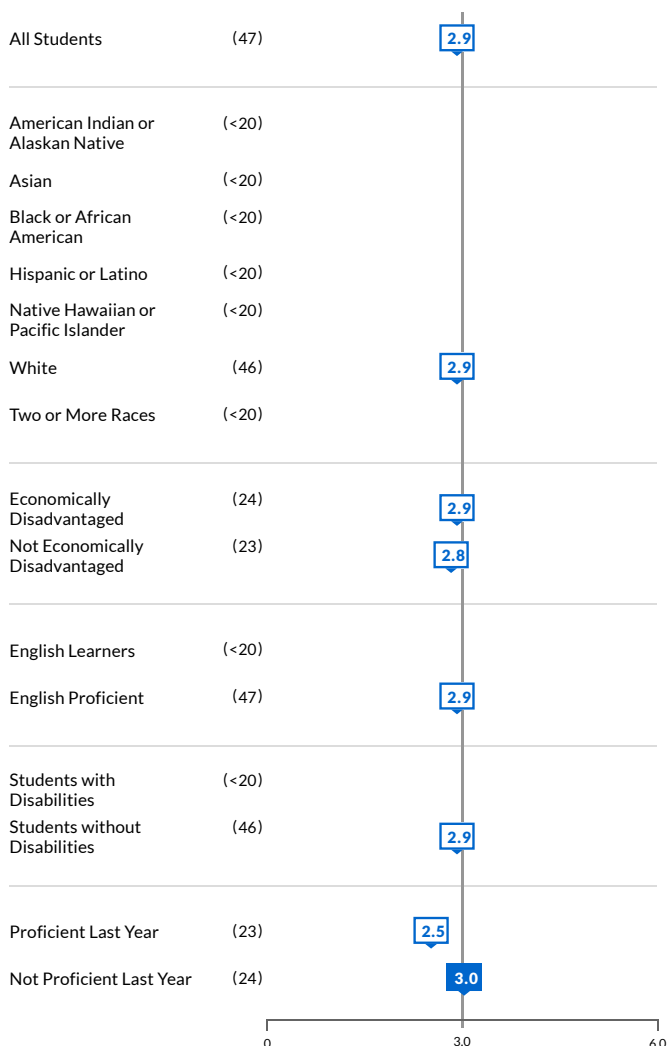 All Students (47) 2.9
American Indian or (<20)
Alaskan Native
Asian (<20)
Black or African (<20)
American
Hispanic or Latino (<20)
Native Hawaiian or (<20)
Pacific Islander
White (46) 2.9
Two or More Races (<20)
Economically (24) 2.9
Disadvantaged
Not Economically (23) 2.8
Disadvantaged
English Learners (<20)
English Proficient (47) 2.9
Students with (<20)
Disabilities
Students without (46) 2.9
Disabilities
Proficient Last Year (23) 2.5
Not Proficient Last Year (24) 3.0
0 3.0 6.0